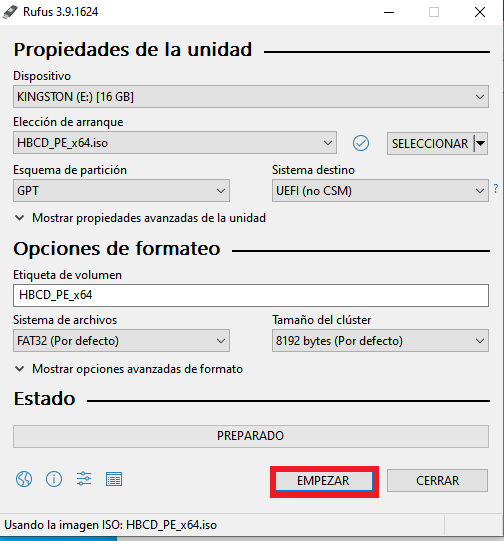 Rufus 3.9.1624
Propiedades de la unidad
Dispositivo
KINGSTON (E:) [16 GB]
Elección de arranque
HBCD_PE_x64.iso
SELECCIONAR
Esquema de partición
Sistema destino
GPT
UEFI (no CSM)
?
Mostrar propiedades avanzadas de la unidad
Opciones de formateo
Etiqueta de volumen
HBCD_PE_x64
Sistema de archivos
Tamaño del clúster
FAT32 (Por defecto)
8192 bytes (Por defecto)
Mostrar opciones avanzadas de formato
Estado
PREPARADO
EMPEZAR
CERRAR
Usando la imagen ISO: HBCD_PE_x64.iso